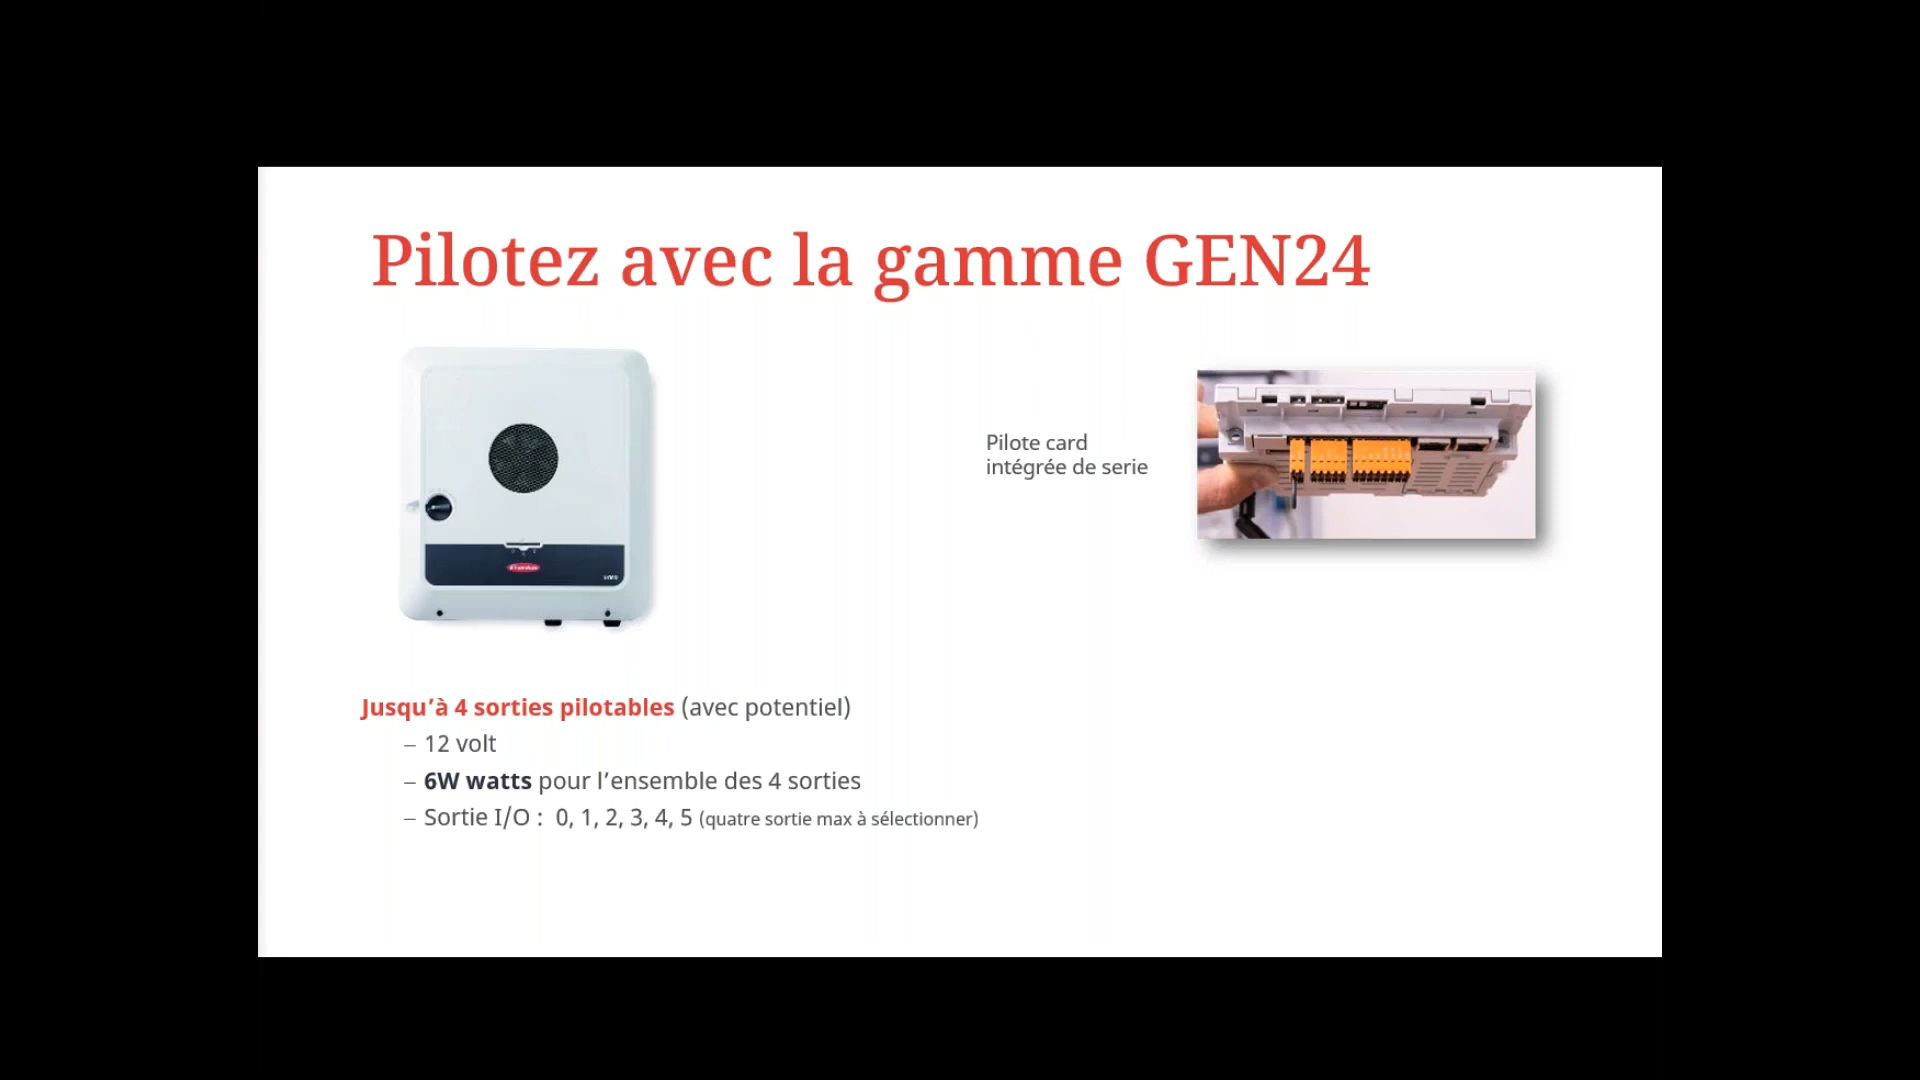 Pilotez avec la gamme GEN24
Pilote card
intégrée de serie
Fronius
Jusqu’à 4 sorties pilotables (avec potentiel)
– 12 volt
– 6W watts pour l’ensemble des 4 sorties
– Sortie I/O : 0, 1, 2, 3, 4, 5 (quatre sortie max à sélectionner)